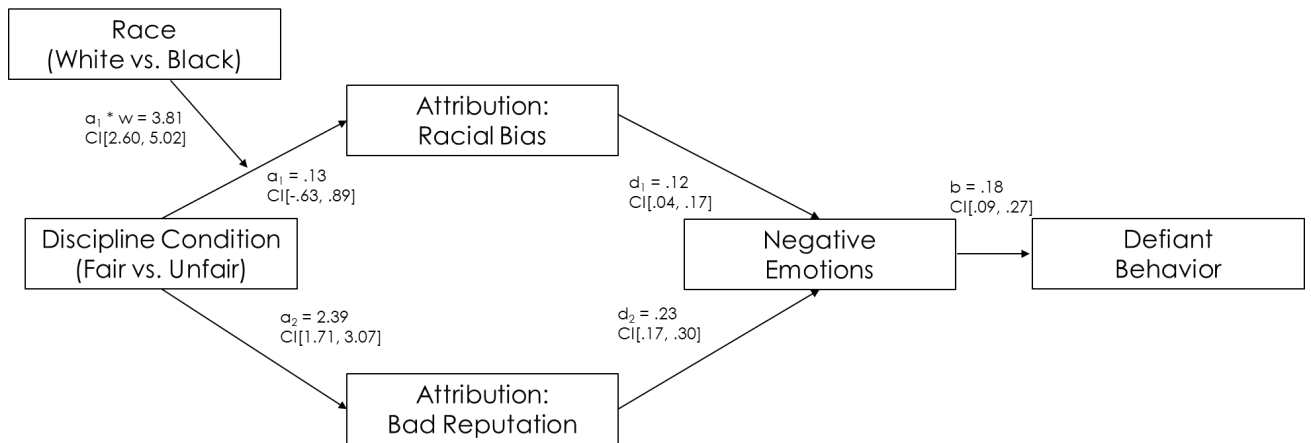 Race
(White vs. Black)
a₁ * w = 3.81
CI[2.60, 5.02]
Attribution:
Racial Bias
a₁ = .13
CI[-.63, .89]
d₁ = .12
CI[.04, .17]
b = .18
CI[.09, .27]
Discipline Condition
(Fair vs. Unfair)
Negative
Emotions
Defiant
Behavior
a₂ = 2.39
CI[1.71, 3.07]
d₂ = .23
CI[.17, .30]
Attribution:
Bad Reputation